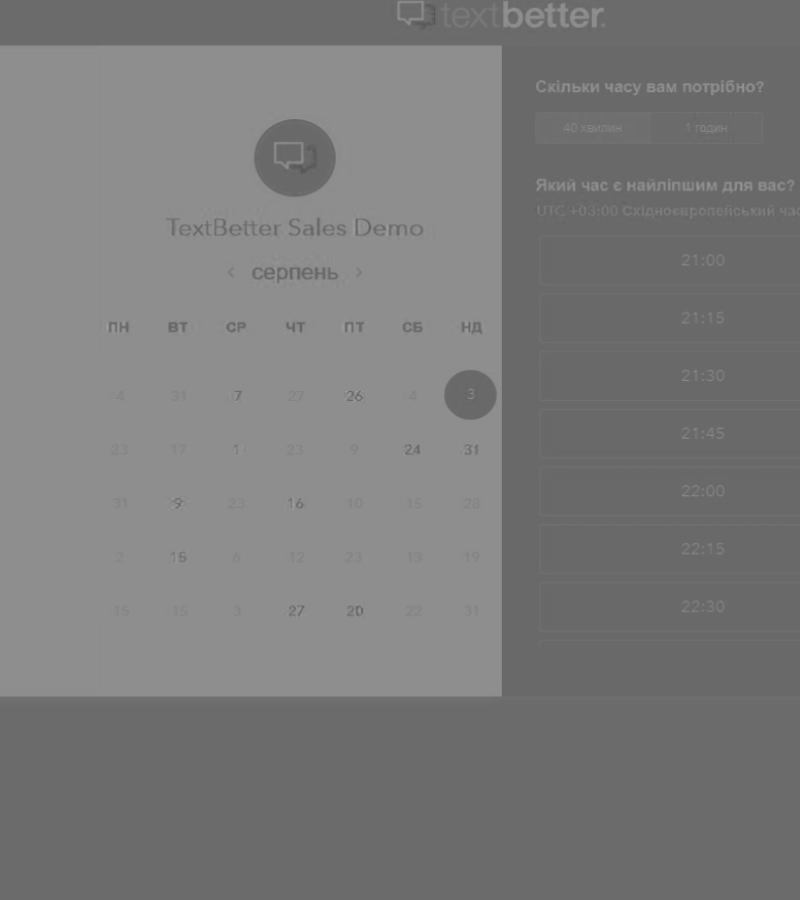 textbetter.
TextBetter Sales Demo
< серпень >
ПН ВТ СР ЧТ ПТ СБ НД
4 31 7 27 26 4 3
23 17 1 23 9 24 31
31 9 23 16 10 15 28
2 15 6 12 23 13 19
15 15 3 27 20 22 31
Скільки часу вам потрібно?
40 хвилин 1 годин
Який час є найліпшим для вас?
UTC +03:00 Східноєвропейський час
21:00
21:15
21:30
21:45
22:00
22:15
22:30